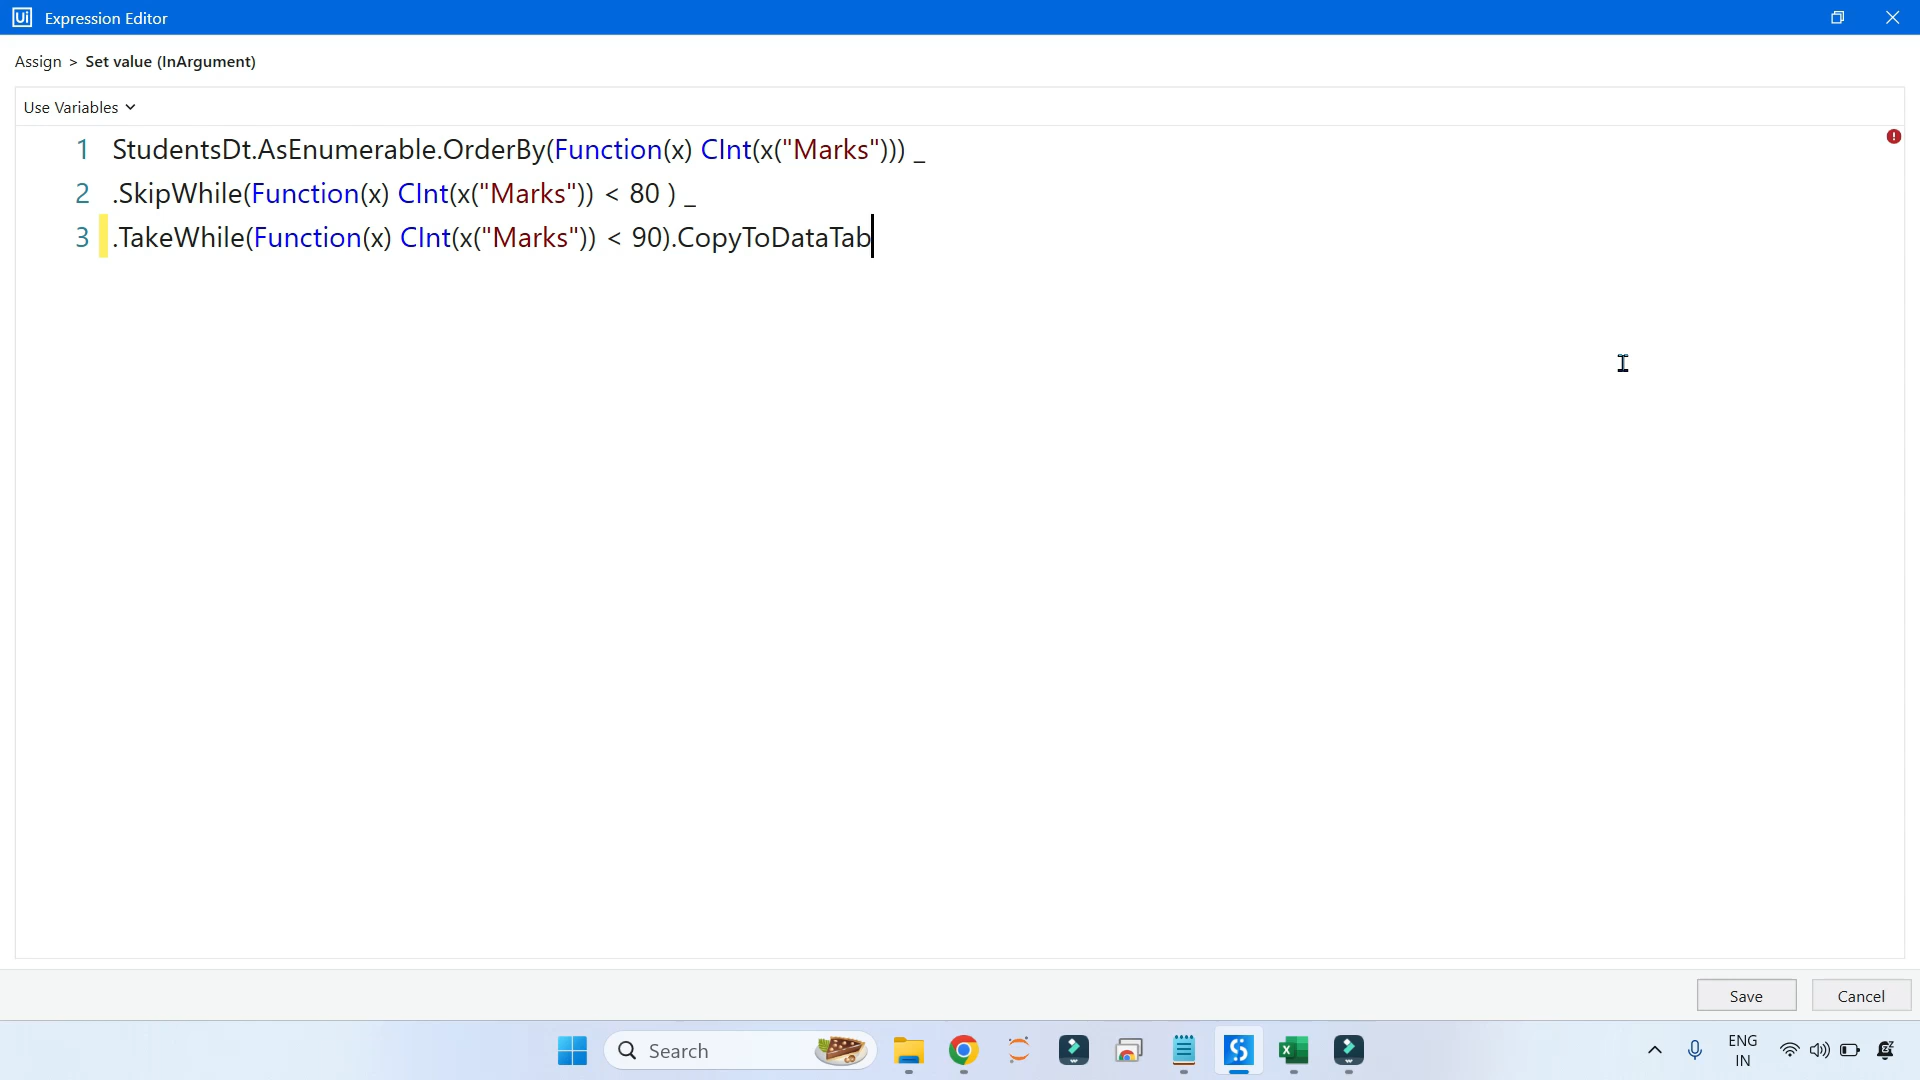 Ui Expression Editor
Assign > Set value (InArgument)
Use Variables
1 StudentsDt.AsEnumerable.OrderBy(Function(x) CInt(x("Marks"))) _
2 .SkipWhile(Function(x) CInt(x("Marks")) < 80 ) _
3 .TakeWhile(Function(x) CInt(x("Marks")) < 90).CopyToDataTab
Save Cancel
Search
ENG
IN